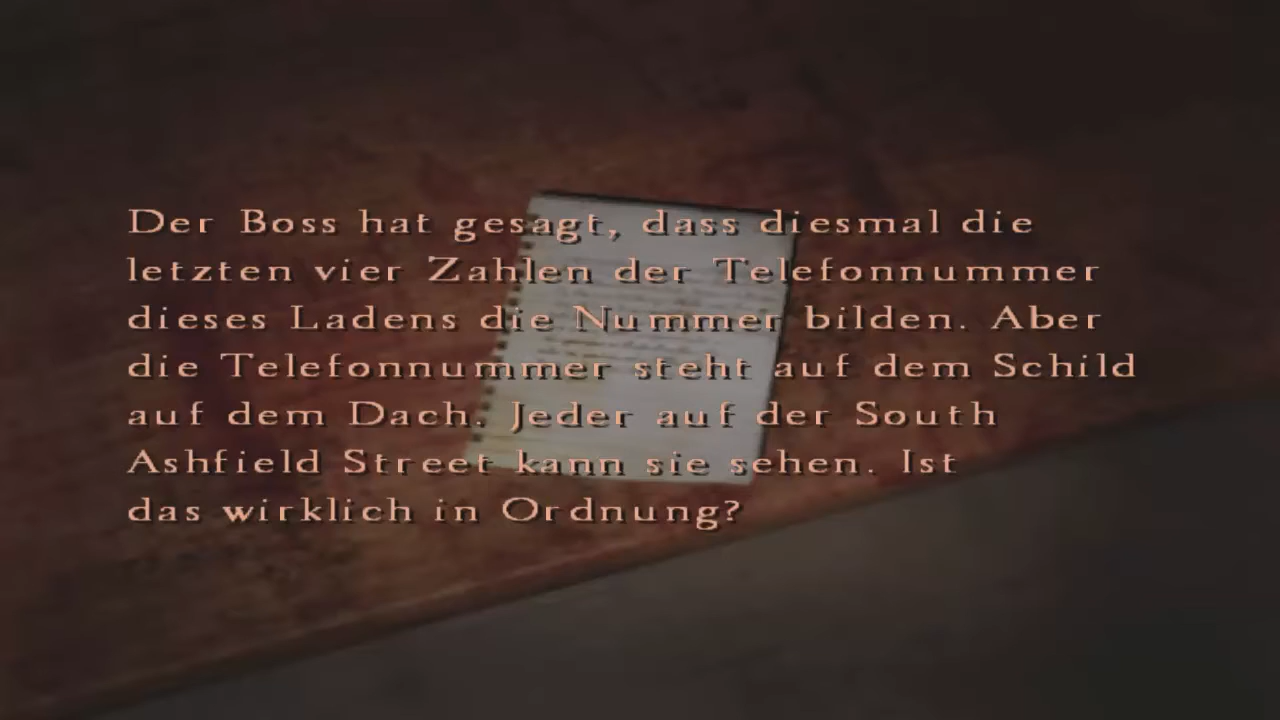 Der Boss hat gesagt, dass diesmal die
letzten vier Zahlen der Telefonnummer
dieses Ladens die Nummer bilden. Aber
die Telefonnummer steht auf dem Schild
auf dem Dach. Jeder auf der South
Ashfield Street kann sie sehen. Ist
das wirklich in Ordnung?